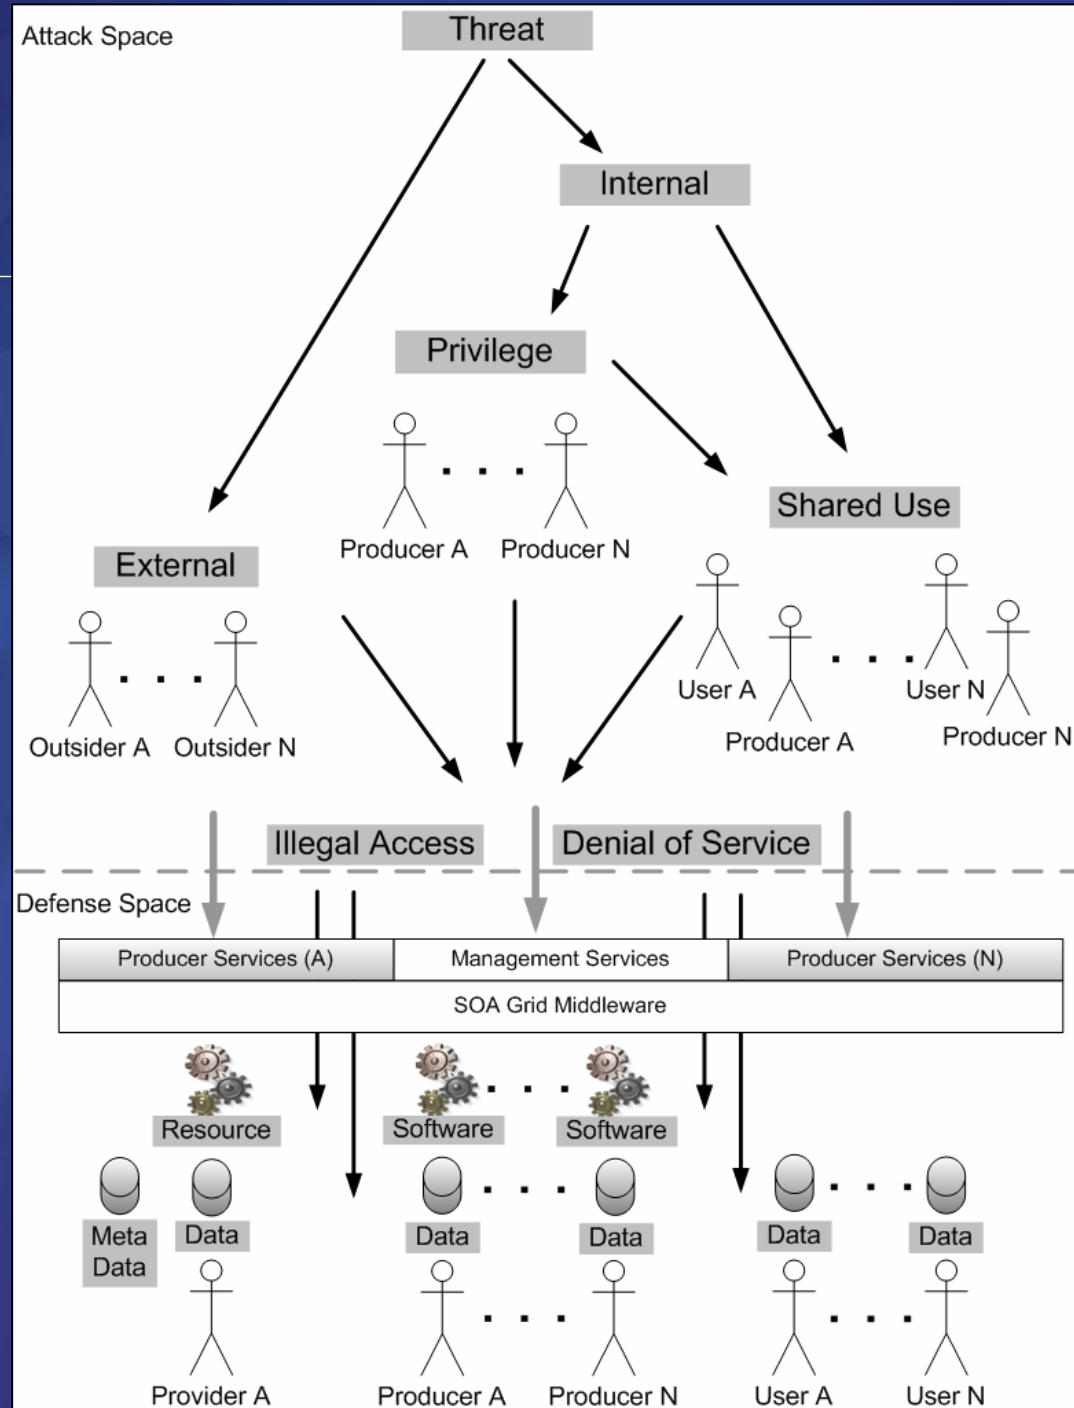 Attack Space
Threat
Internal
Privilege
Producer A
Producer N
Shared Use
External
User A
User N
Producer A
Producer N
Outsider A
Outsider N
Illegal Access
Denial of Service
Defense Space
Producer Services (A)
Management Services
Producer Services (N)
SOA Grid Middleware
Resource
Software
Software
Meta
Data
Data
Data
Data
Data
Data
Provider A
Producer A
Producer N
User A
User N